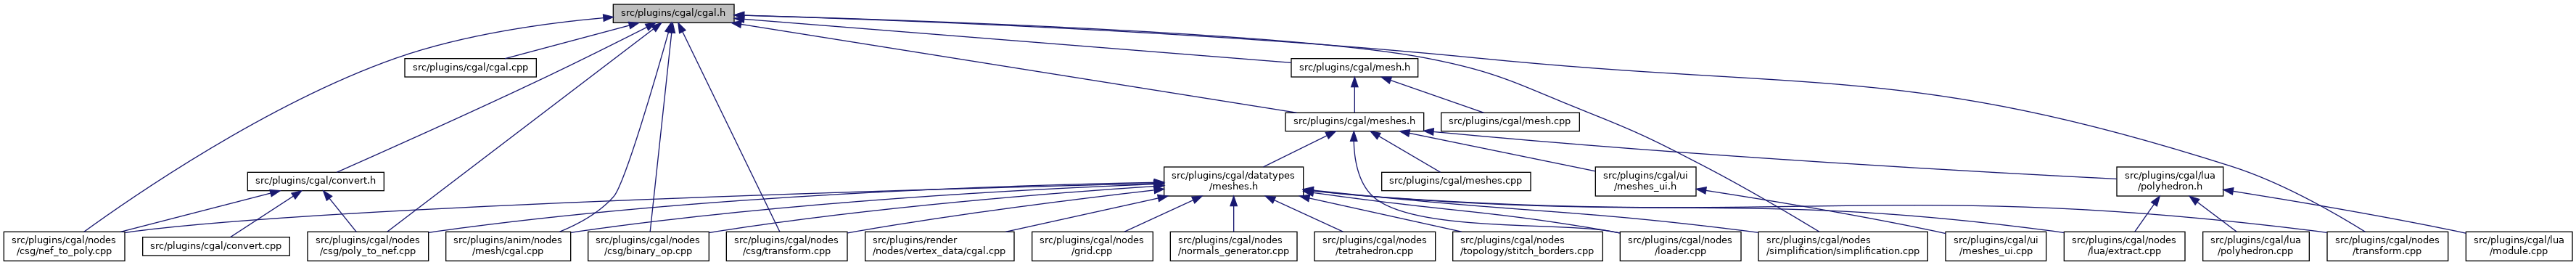 src/plugins/cgal/cgal.h
src/plugins/cgal/cgal.cpp
src/plugins/cgal/mesh.h
src/plugins/cgal/meshes.h
src/plugins/cgal/mesh.cpp
src/plugins/cgal/convert.h
src/plugins/cgal/datatypes
/meshes.h
src/plugins/cgal/meshes.cpp
src/plugins/cgal/ui
/meshes_ui.h
src/plugins/cgal/lua
/polyhedron.h
src/plugins/cgal/nodes
/csg/nef_to_poly.cpp
src/plugins/cgal/convert.cpp
src/plugins/cgal/nodes
/csg/poly_to_nef.cpp
src/plugins/anim/nodes
/mesh/cgal.cpp
src/plugins/cgal/nodes
/csg/binary_op.cpp
src/plugins/cgal/nodes
/csg/transform.cpp
src/plugins/render
/nodes/vertex_data/cgal.cpp
src/plugins/cgal/nodes
/grid.cpp
src/plugins/cgal/nodes
/normals_generator.cpp
src/plugins/cgal/nodes
/tetrahedron.cpp
src/plugins/cgal/nodes
/topology/stitch_borders.cpp
src/plugins/cgal/nodes
/loader.cpp
src/plugins/cgal/nodes
/simplification/simplification.cpp
src/plugins/cgal/ui
/meshes_ui.cpp
src/plugins/cgal/nodes
/lua/extract.cpp
src/plugins/cgal/lua
/polyhedron.cpp
src/plugins/cgal/nodes
/transform.cpp
src/plugins/cgal/lua
/module.cpp